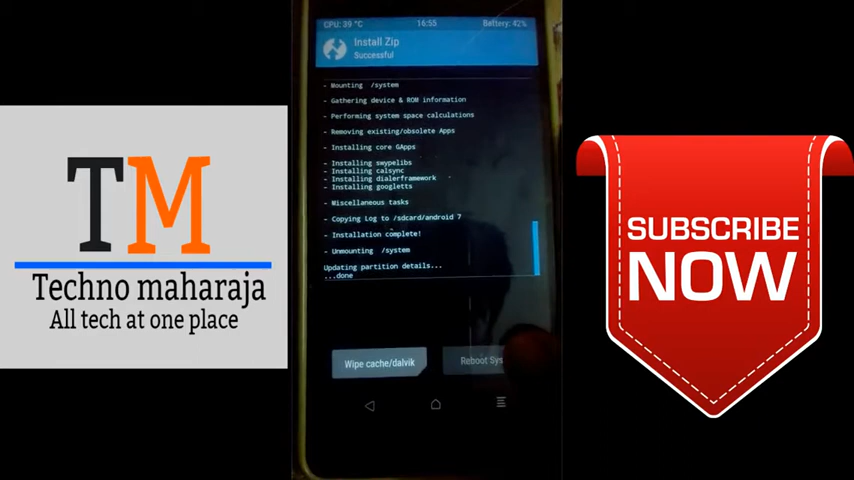 CPU: 39 °C 16:55 Battery: 42%
Install Zip
Successful
- Mounting /system
- Gathering device & ROM information
- Performing system space calculations
- Removing existing/obsolete Apps
- Installing core GApps
- Installing swypelibs
- Installing calsync
- Installing dialerframework
- Installing googletts
- Miscellaneous tasks
- Copying Log to /sdcard/android 7
- Installation complete!
- Unmounting /system
Updating partition details...
...done
Wipe cache/dalvik
Reboot Sys
TM
Techno maharaja
All tech at one place
SUBSCRIBE
NOW